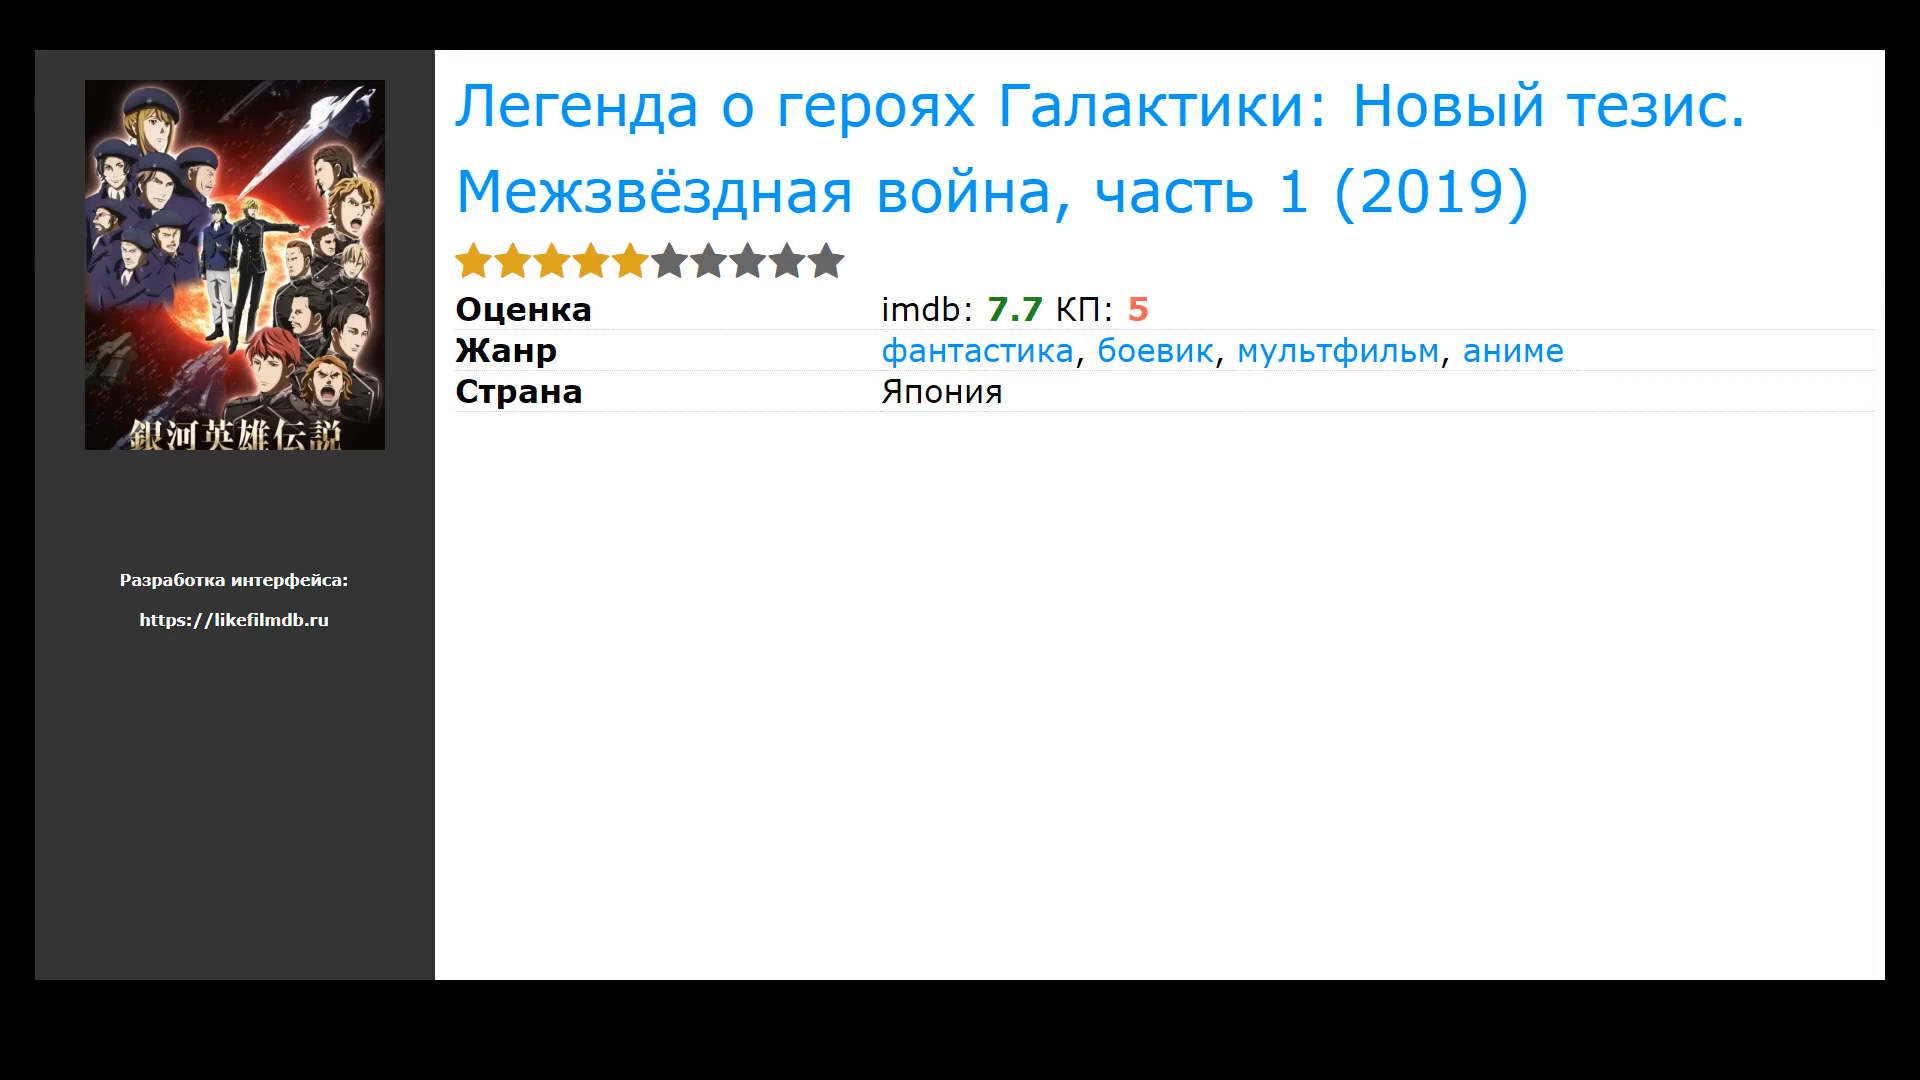 銀河英雄伝説
Разработка интерфейса:
https://likefilmdb.ru
Легенда о героях Галактики: Новый тезис.
Межзвёздная война, часть 1 (2019)
Оценка imdb: 7.7 КП: 5
Жанр фантастика, боевик, мультфильм, аниме
Страна Япония